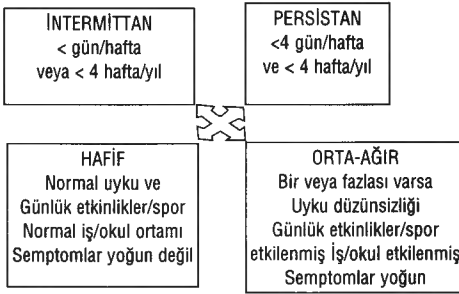 İNTERMİTTAN
< gün/hafta
veya < 4 hafta/yıl
PERSİSTAN
<4 gün/hafta
ve < 4 hafta/yıl
HAFİF
Normal uyku ve
Günlük etkinlikler/spor
Normal iş/okul ortamı
Semptomlar yoğun değil
ORTA-AĞIR
Bir veya fazlası varsa
Uyku düzünsizliği
Günlük etkinlikler/spor
etkilenmiş İş/okul etkilenmiş
Semptomlar yoğun